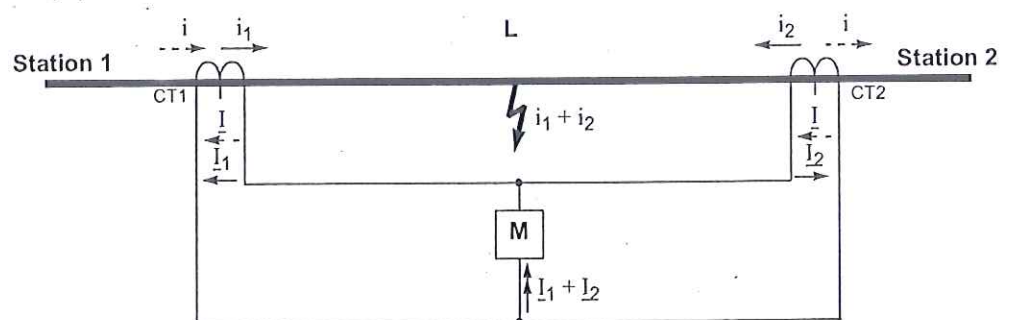 i i₁ L i₂ i
Station 1 Station 2
CT1 CT2
I i₁ + i₂ I
I₁ I₂
M
I₁ + I₂